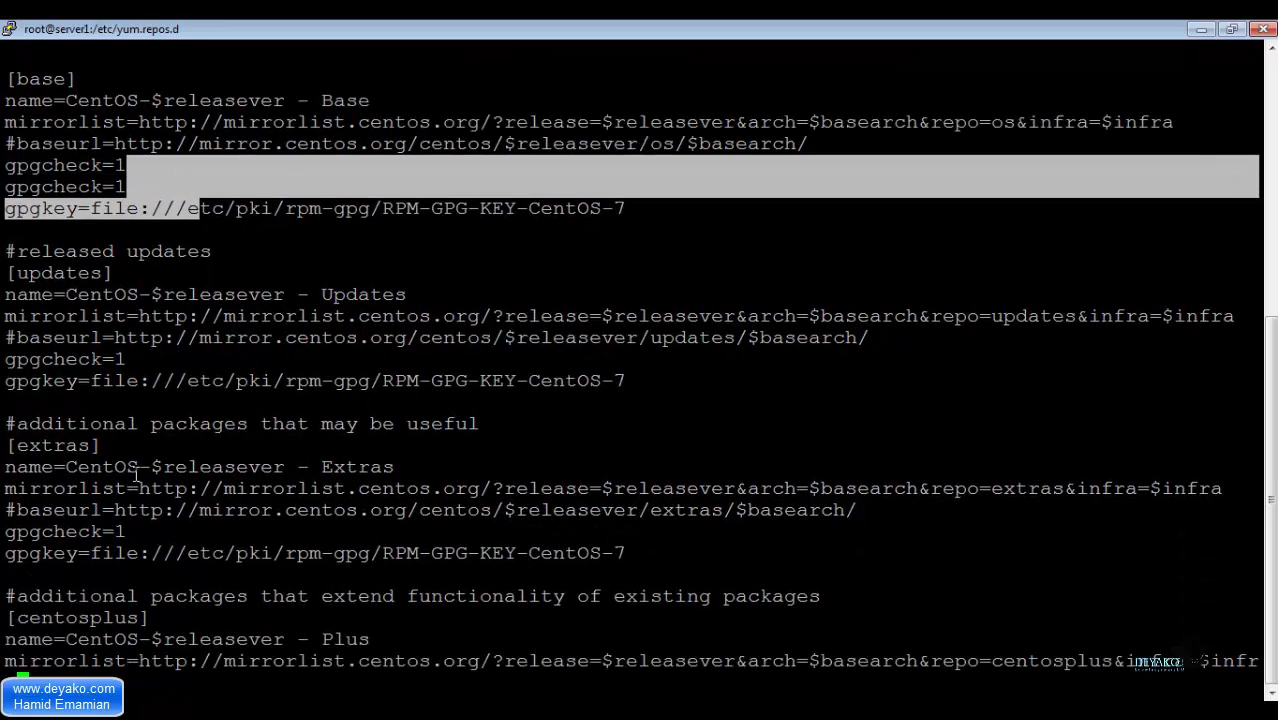 root@server1:/etc/yum.repos.d
[base]
name=CentOS-$releasever - Base
mirrorlist=http://mirrorlist.centos.org/?release=$releasever&arch=$basearch&repo=os&infra=$infra
#baseurl=http://mirror.centos.org/centos/$releasever/os/$basearch/
gpgcheck=1
gpgcheck=1
gpgkey=file:///etc/pki/rpm-gpg/RPM-GPG-KEY-CentOS-7
#released updates
[updates]
name=CentOS-$releasever - Updates
mirrorlist=http://mirrorlist.centos.org/?release=$releasever&arch=$basearch&repo=updates&infra=$infra
#baseurl=http://mirror.centos.org/centos/$releasever/updates/$basearch/
gpgcheck=1
gpgkey=file:///etc/pki/rpm-gpg/RPM-GPG-KEY-CentOS-7
#additional packages that may be useful
[extras]
name=CentOS-$releasever - Extras
mirrorlist=http://mirrorlist.centos.org/?release=$releasever&arch=$basearch&repo=extras&infra=$infra
#baseurl=http://mirror.centos.org/centos/$releasever/extras/$basearch/
gpgcheck=1
gpgkey=file:///etc/pki/rpm-gpg/RPM-GPG-KEY-CentOS-7
#additional packages that extend functionality of existing packages
[centosplus]
name=CentOS-$releasever - Plus
mirrorlist=http://mirrorlist.centos.org/?release=$releasever&arch=$basearch&repo=centosplus&infra=$infr
DEYAKO
www.deyako.com
Hamid Emamian